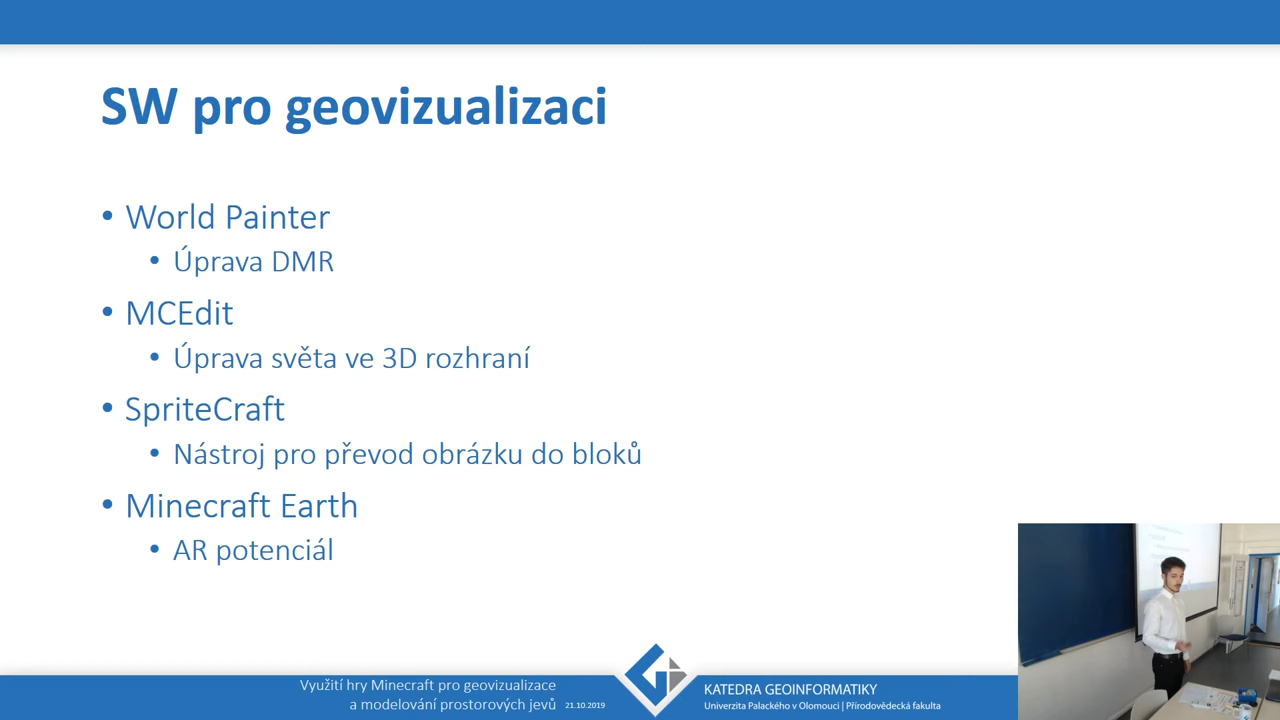 SW pro geovizualizaci
• World Painter
• Úprava DMR
• MCEdit
• Úprava světa ve 3D rozhraní
• SpriteCraft
• Nástroj pro převod obrázku do bloků
• Minecraft Earth
• AR potenciál
Využití hry Minecraft pro geovizualizace
a modelování prostorových jevů 21.10.2019
KATEDRA GEOINFORMATIKY
Univerzita Palackého v Olomouci | Přírodovědecká fakulta